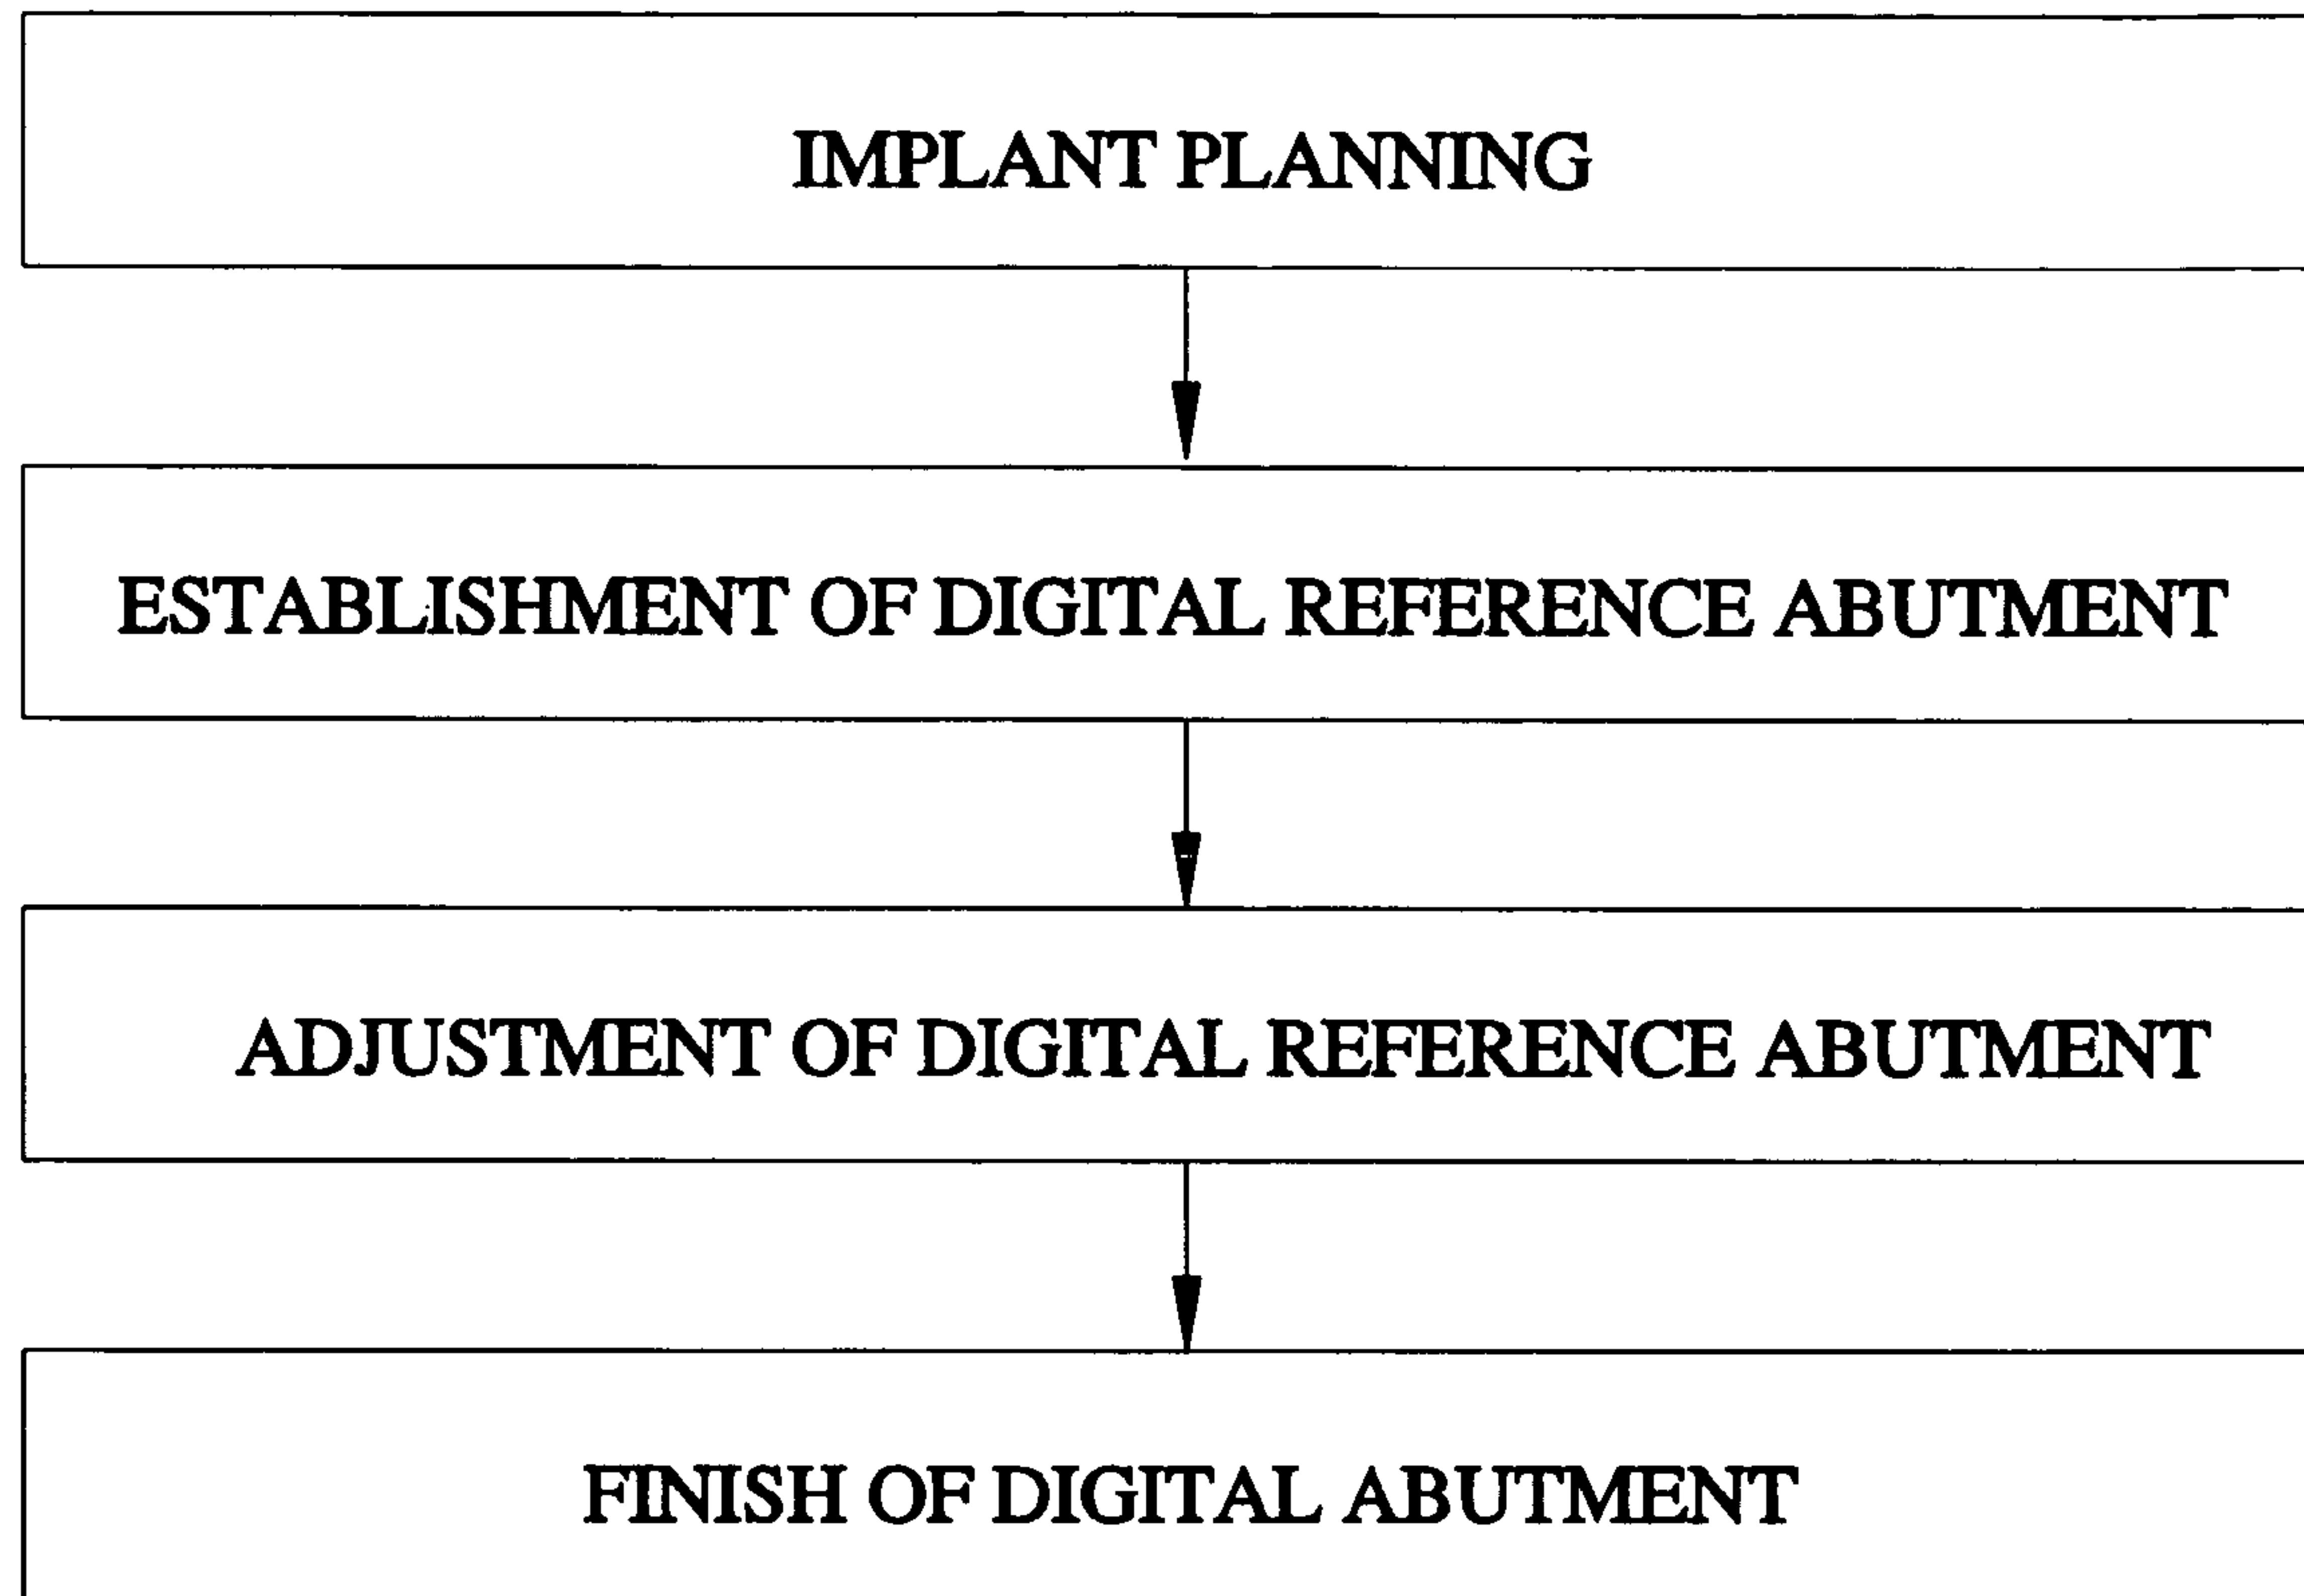 IMPLANT PLANNING
ESTABLISHMENT OF DIGITAL REFERENCE ABUTMENT
ADJUSTMENT OF DIGITAL REFERENCE ABUTMENT
FINISH OF DIGITAL ABUTMENT